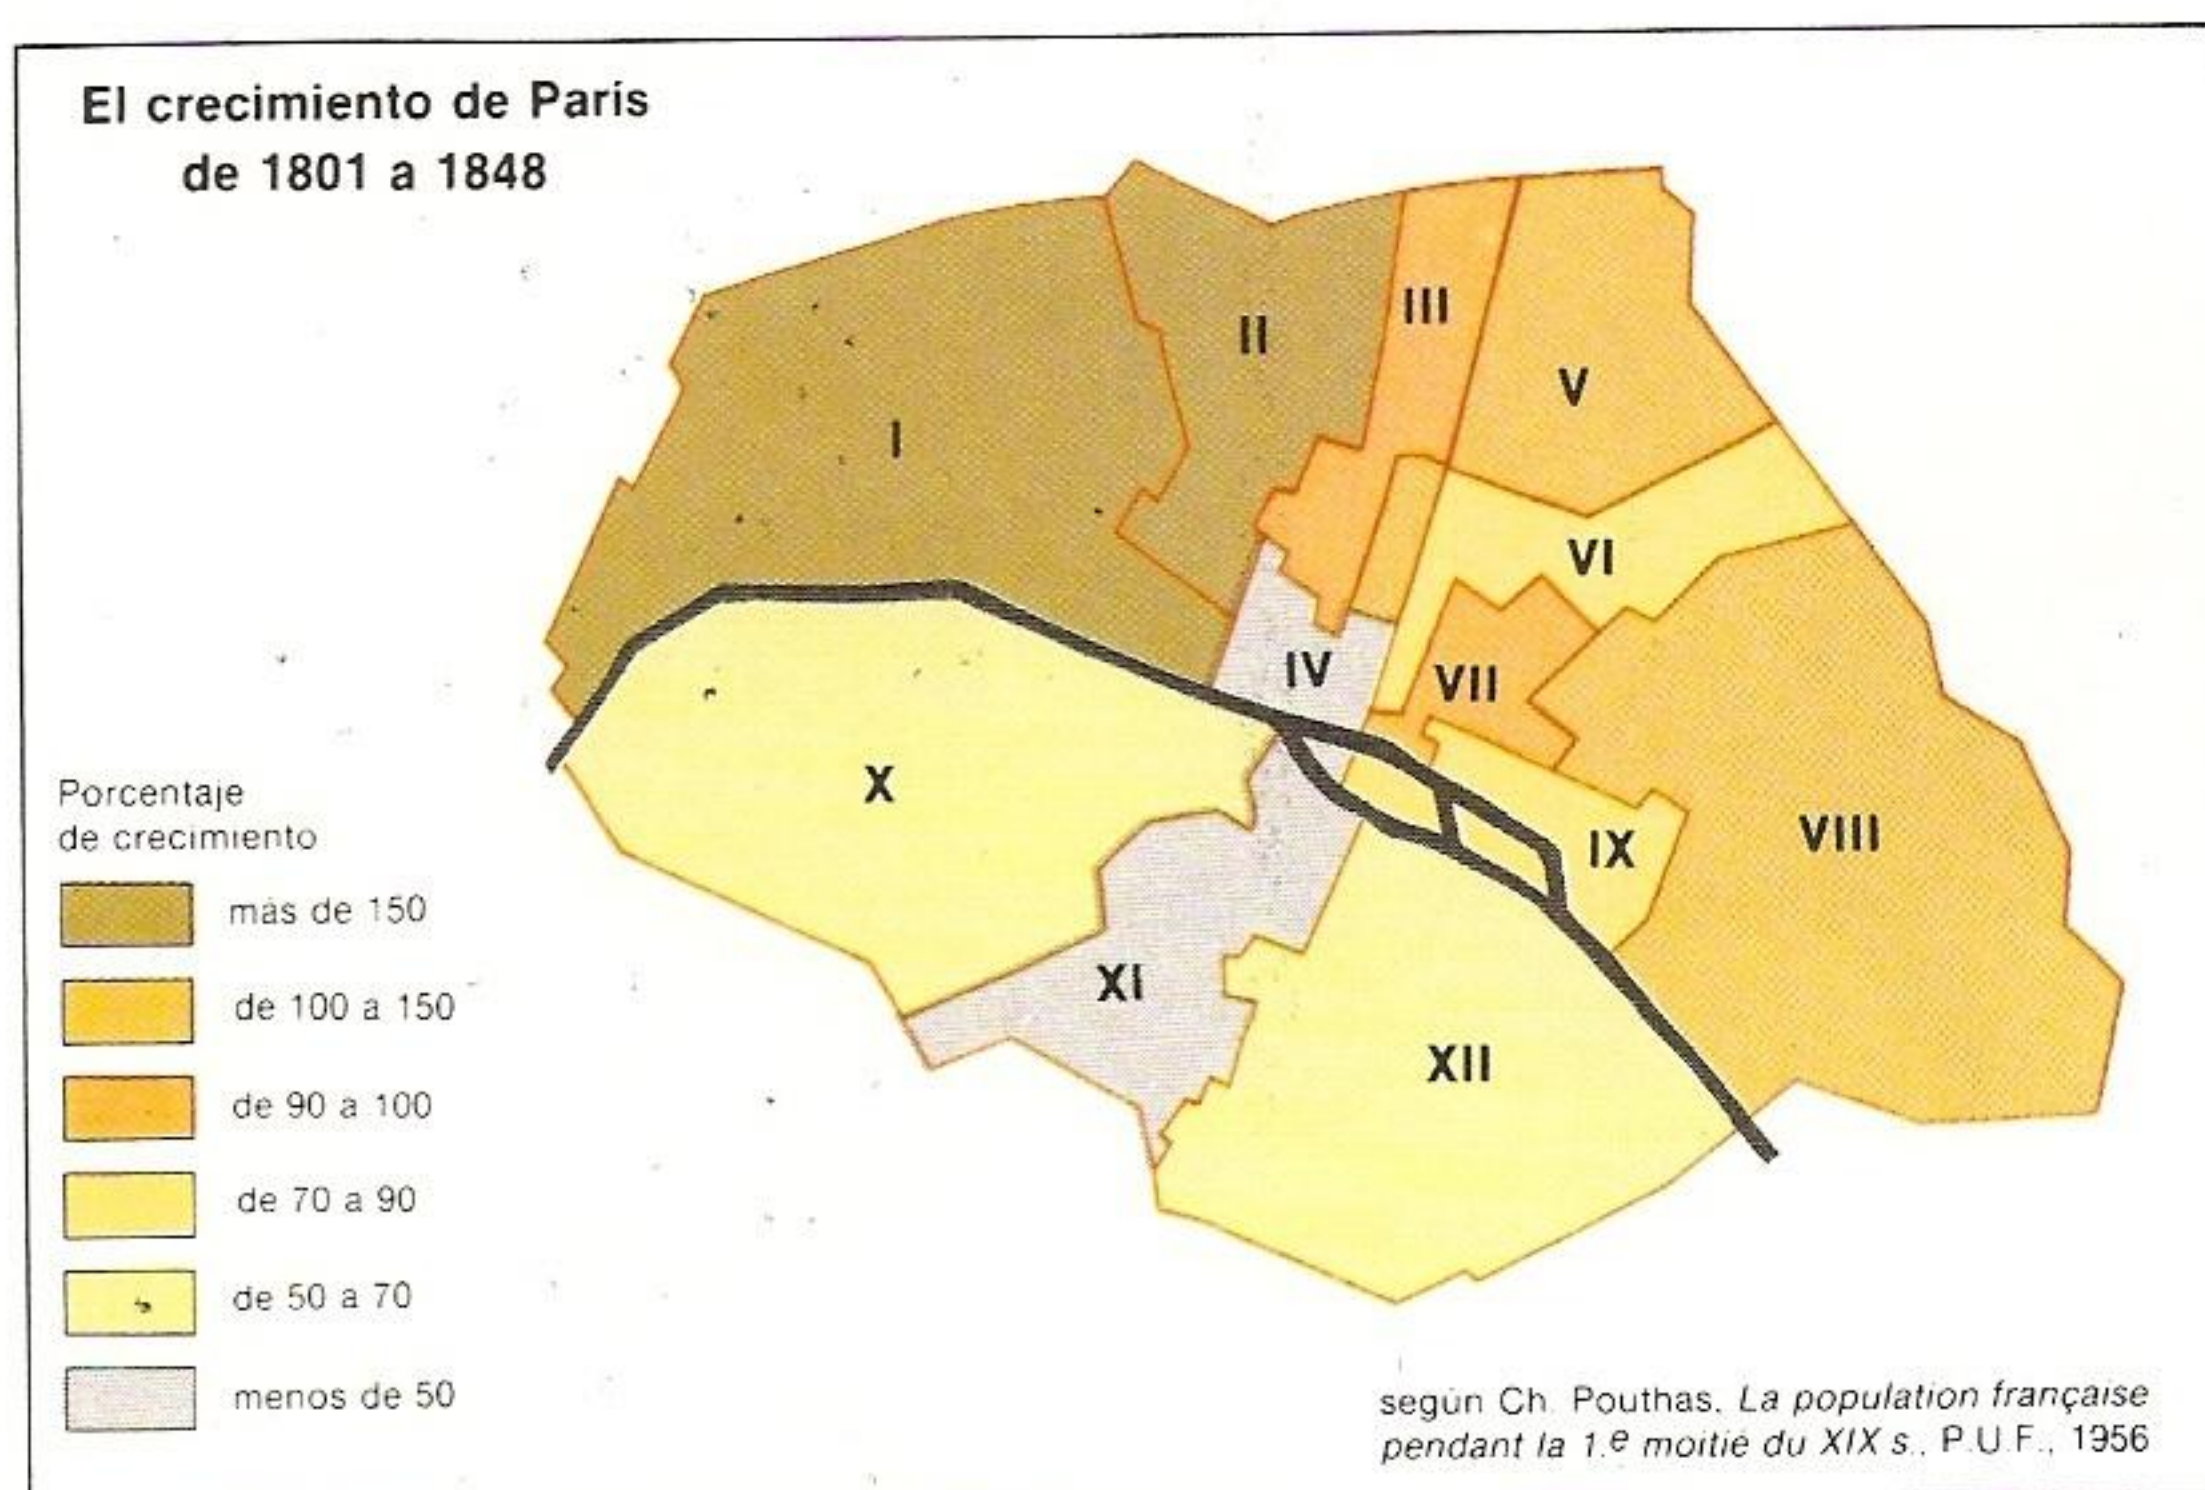 El crecimiento de París
de 1801 a 1848
I
II
III
V
VI
IV
VII
X
IX
VIII
XI
XII
Porcentaje
de crecimiento
más de 150
de 100 a 150
de 90 a 100
de 70 a 90
de 50 a 70
menos de 50
según Ch. Pouthas, La population française
pendant la 1.e moitié du XIX s., P.U.F., 1956